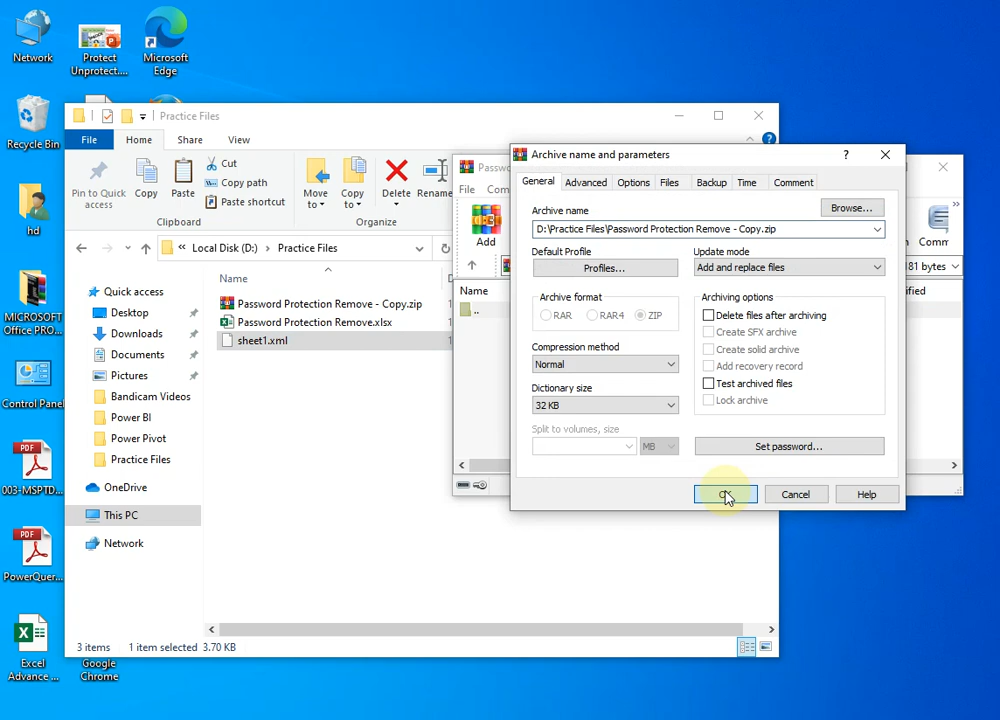 Network
Protect
Unprotect....
Microsoft
Edge
Recycle Bin
hd
MICROSOFT
Office PRO...
Control Panel
PDF
003-MSPTD...
PDF
PowerQuer...
Excel
Advance ...
Google
Chrome
Practice Files
File
Home
Share
View
Pin to Quick
access
Copy
Paste
Cut
Copy path
Paste shortcut
Clipboard
Move
to
Copy
to
Delete
Rename
Organize
« Local Disk (D:) > Practice Files
Quick access
Desktop
Downloads
Documents
Pictures
Bandicam Videos
Power BI
Power Pivot
Practice Files
OneDrive
This PC
Network
Name
Password Protection Remove - Copy.zip
Password Protection Remove.xlsx
sheet1.xml
3 items
1 item selected 3.70 KB
Passwo
File
Com
Add
Name
..
Comm
181 bytes
ified
Archive name and parameters
?
General
Advanced
Options
Files
Backup
Time
Comment
Archive name
Browse...
D:\Practice Files\Password Protection Remove - Copy.zip
Default Profile
Profiles...
Update mode
Add and replace files
Archive format
RAR
RAR4
ZIP
Compression method
Normal
Dictionary size
32 KB
Split to volumes, size
MB
Archiving options
Delete files after archiving
Create SFX archive
Create solid archive
Add recovery record
Test archived files
Lock archive
Set password...
OK
Cancel
Help